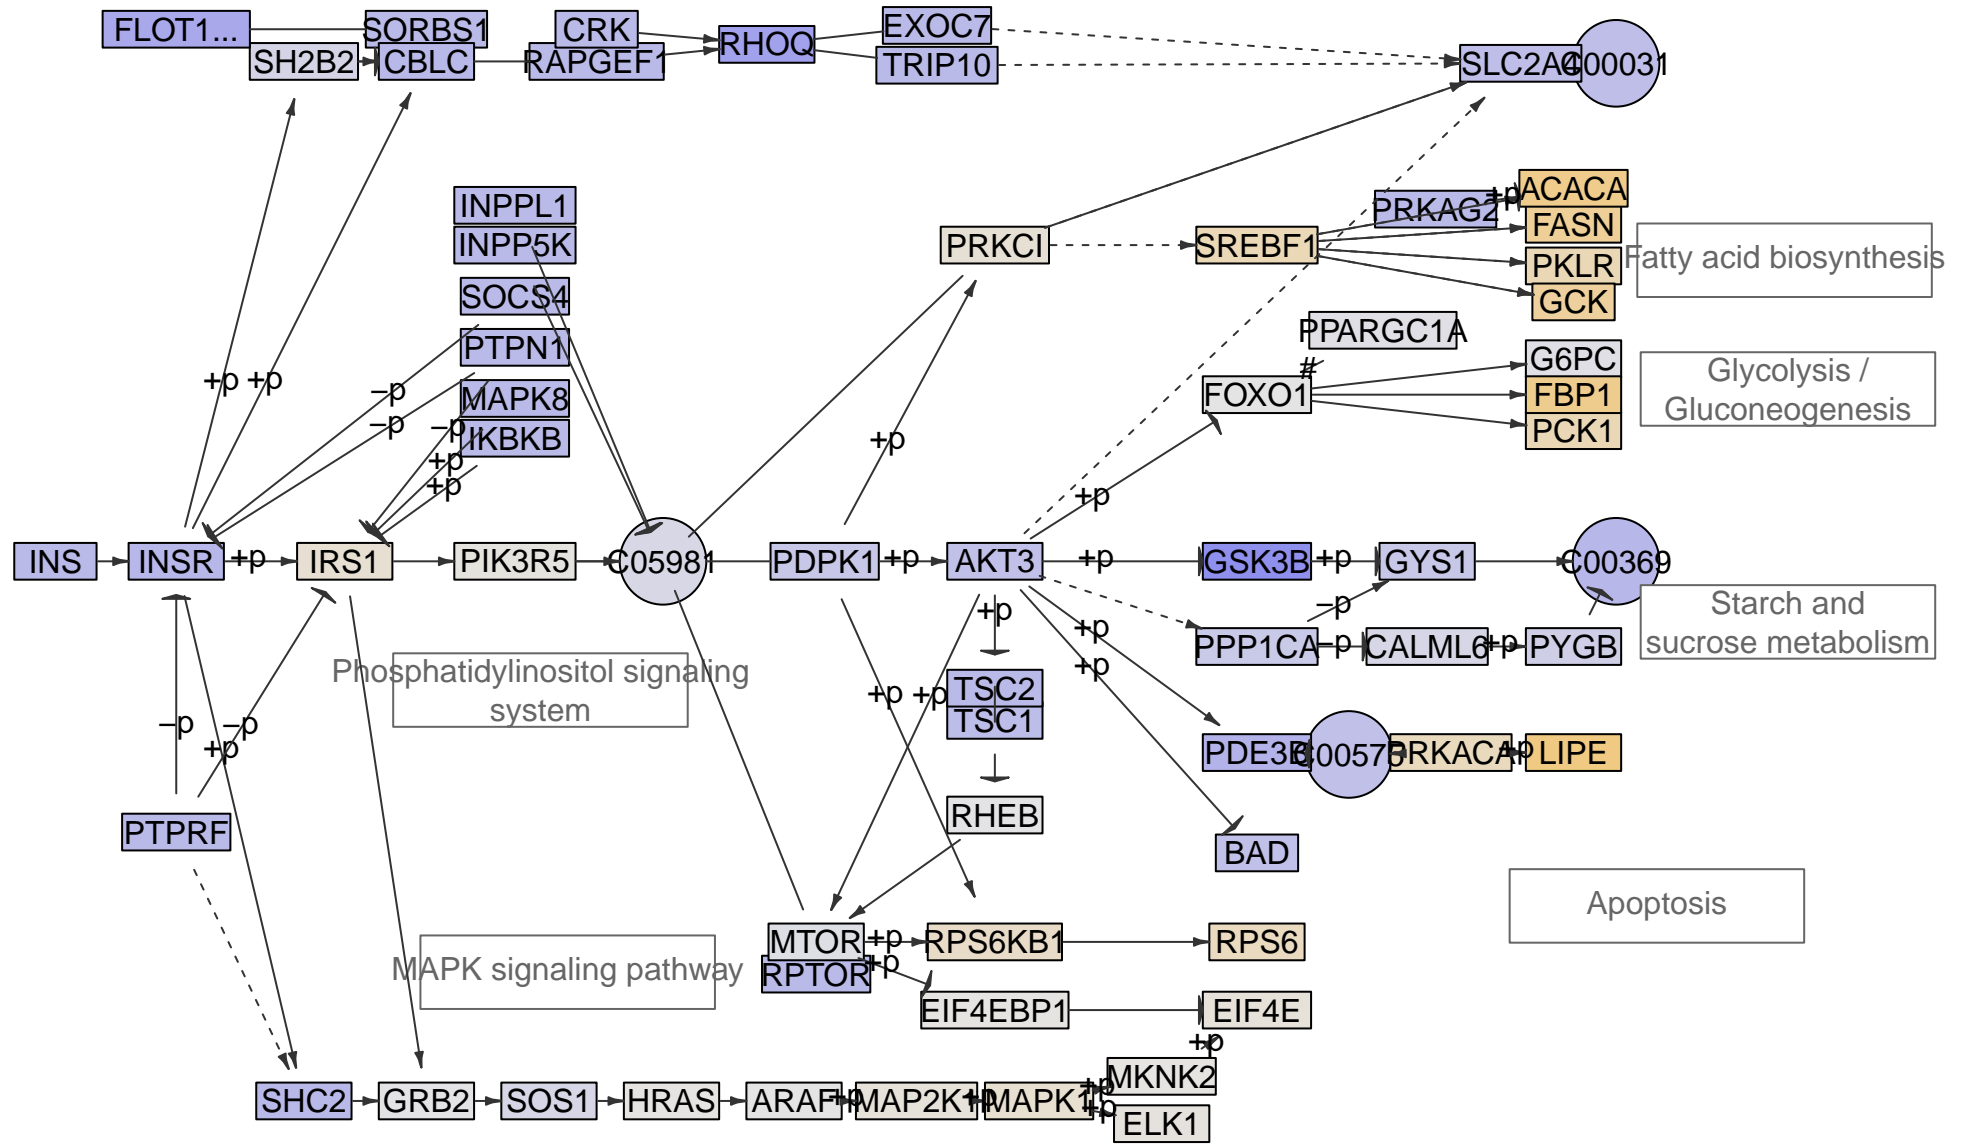 FLOT1...
SORBS1
CRK
EXOC7
SH2B2
CBLC
RAPGEF1
RHOQ
TRIP10
SLC2A4
C00031
INPPL1
INPP5K
SOCS4
PTPN1
MAPK8
IKBKB
PRKCI
SREBF1
PRKAG2
+p
ACACA
FASN
PKLR
GCK
Fatty acid biosynthesis
PPARGC1A
#
FOXO1
G6PC
FBP1
PCK1
Glycolysis /
Gluconeogenesis
+p
+p
−p
−p
−p
+p
+p
+p
+p
INS
INSR
+p
IRS1
PIK3R5
C05981
PDPK1
+p
AKT3
+p
GSK3B
+p
GYS1
C00369
−p
+p
+p
+p
PPP1CA
−p
CALML6
+p
PYGB
Starch and
sucrose metabolism
Phosphatidylinositol signaling
system
−p
−p
+p
+p
+p
TSC2
TSC1
PDE3B
C00575
PRKACA
+p
LIPE
PTPRF
RHEB
BAD
Apoptosis
MAPK signaling pathway
MTOR
RPTOR
+p
+p
RPS6KB1
RPS6
EIF4EBP1
EIF4E
+p
SHC2
GRB2
SOS1
HRAS
ARAF
+p
MAP2K1
+p
MAPK1
+p
+p
MKNK2
ELK1